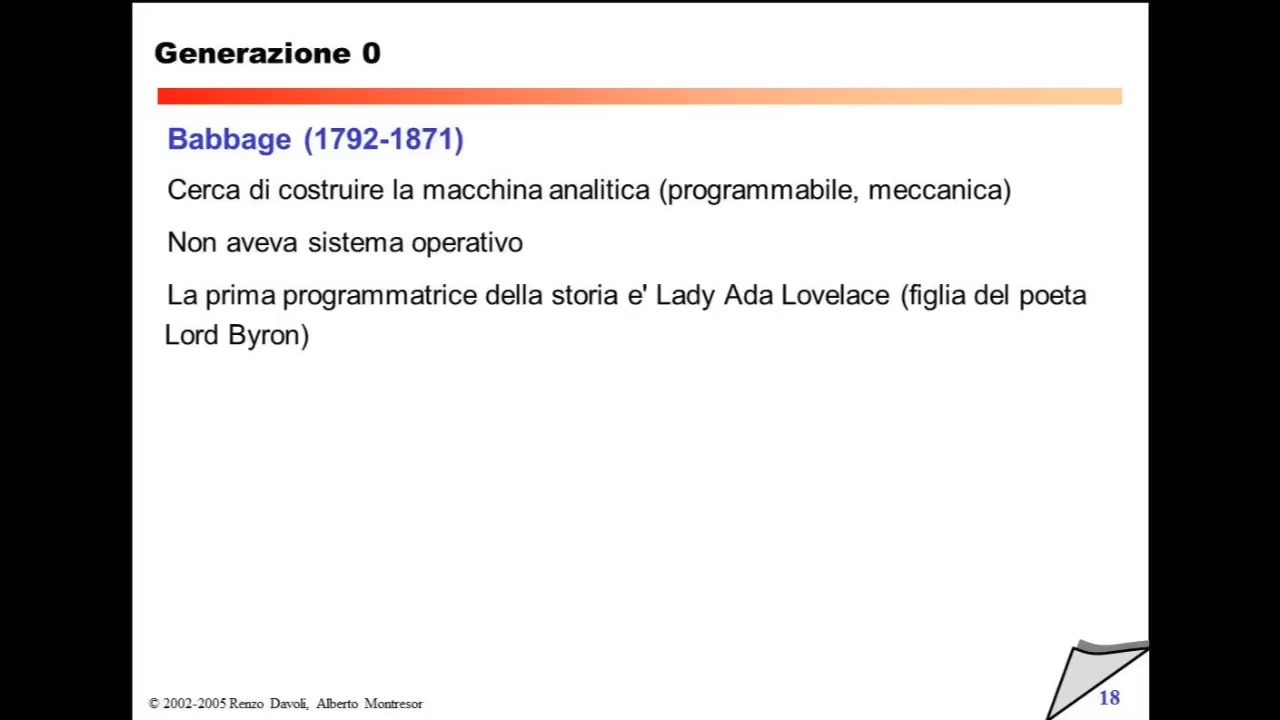 Generazione 0
Babbage (1792-1871)
Cerca di costruire la macchina analitica (programmabile, meccanica)
Non aveva sistema operativo
La prima programmatrice della storia e' Lady Ada Lovelace (figlia del poeta
Lord Byron)
© 2002-2005 Renzo Davoli, Alberto Montresor
18